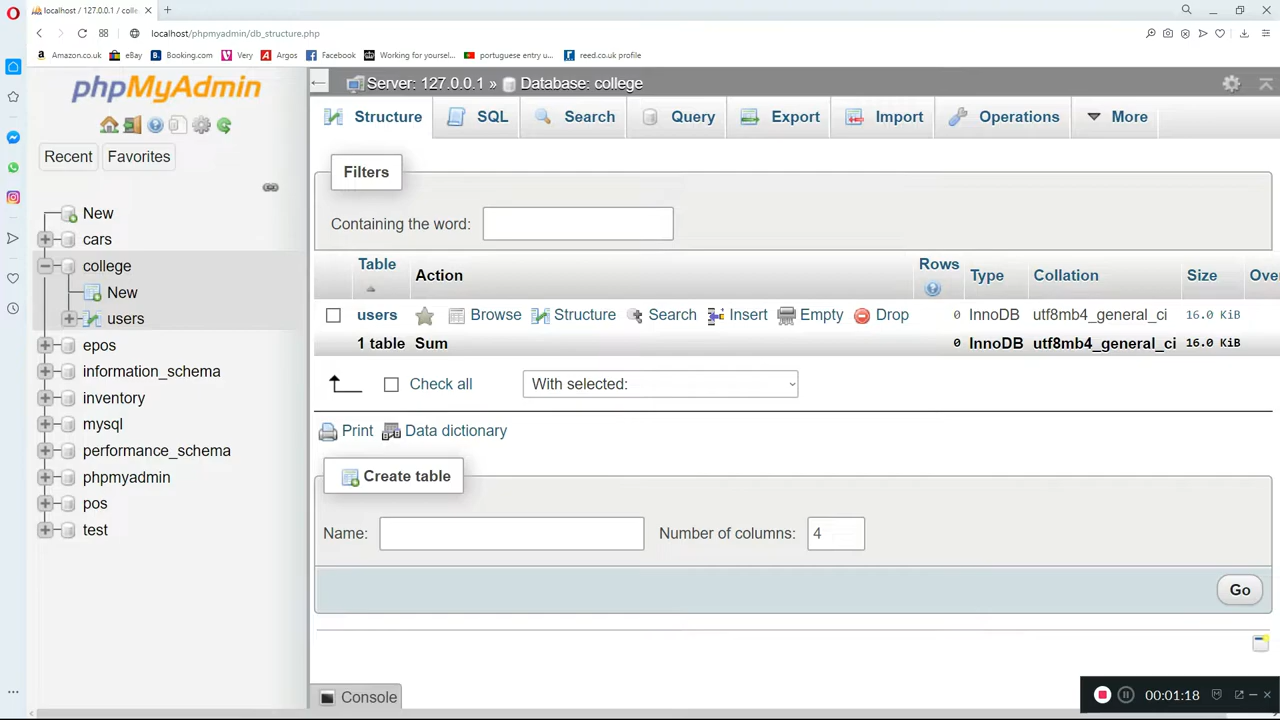 localhost / 127.0.0.1 / colle
localhost/phpmyadmin/db_structure.php
Amazon.co.uk eBay Booking.com Very Argos Facebook Working for yoursel... portuguese entry u... reed.co.uk profile
phpMyAdmin
Recent Favorites
New
cars
college
New
users
epos
information_schema
inventory
mysql
performance_schema
phpmyadmin
pos
test
Server: 127.0.0.1 » Database: college
Structure SQL Search Query Export Import Operations More
Filters
Containing the word:
Table Action Rows Type Collation Size Over
users Browse Structure Search Insert Empty Drop 0 InnoDB utf8mb4_general_ci 16.0 KiB
1 table Sum 0 InnoDB utf8mb4_general_ci 16.0 KiB
Check all With selected:
Print Data dictionary
Create table
Name: Number of columns: 4
Go
Console
00:01:18